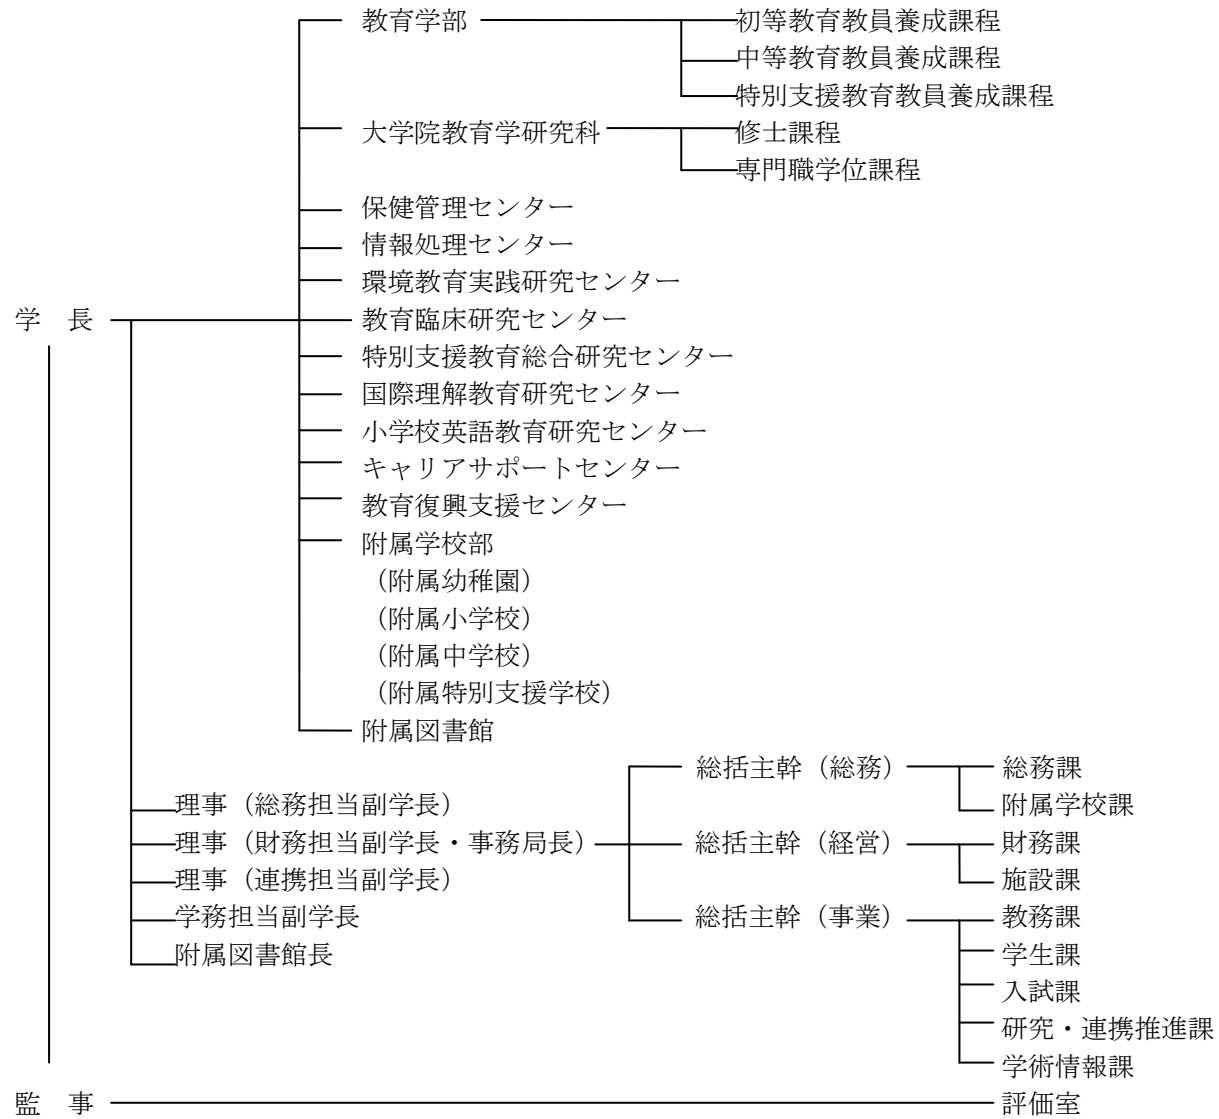 教育学部 初等教育教員養成課程
中等教育教員養成課程
特別支援教育教員養成課程
大学院教育学研究科 修士課程
専門職学位課程
保健管理センター
情報処理センター
環境教育実践研究センター
学　長 教育臨床研究センター
特別支援教育総合研究センター
国際理解教育研究センター
小学校英語教育研究センター
キャリアサポートセンター
教育復興支援センター
附属学校部
（附属幼稚園）
（附属小学校）
（附属中学校）
（附属特別支援学校）
附属図書館
総括主幹（総務） 総務課
理事（総務担当副学長） 附属学校課
理事（財務担当副学長・事務局長） 総括主幹（経営） 財務課
理事（連携担当副学長） 施設課
学務担当副学長 総括主幹（事業） 教務課
附属図書館長 学生課
入試課
研究・連携推進課
学術情報課
監　事 評価室